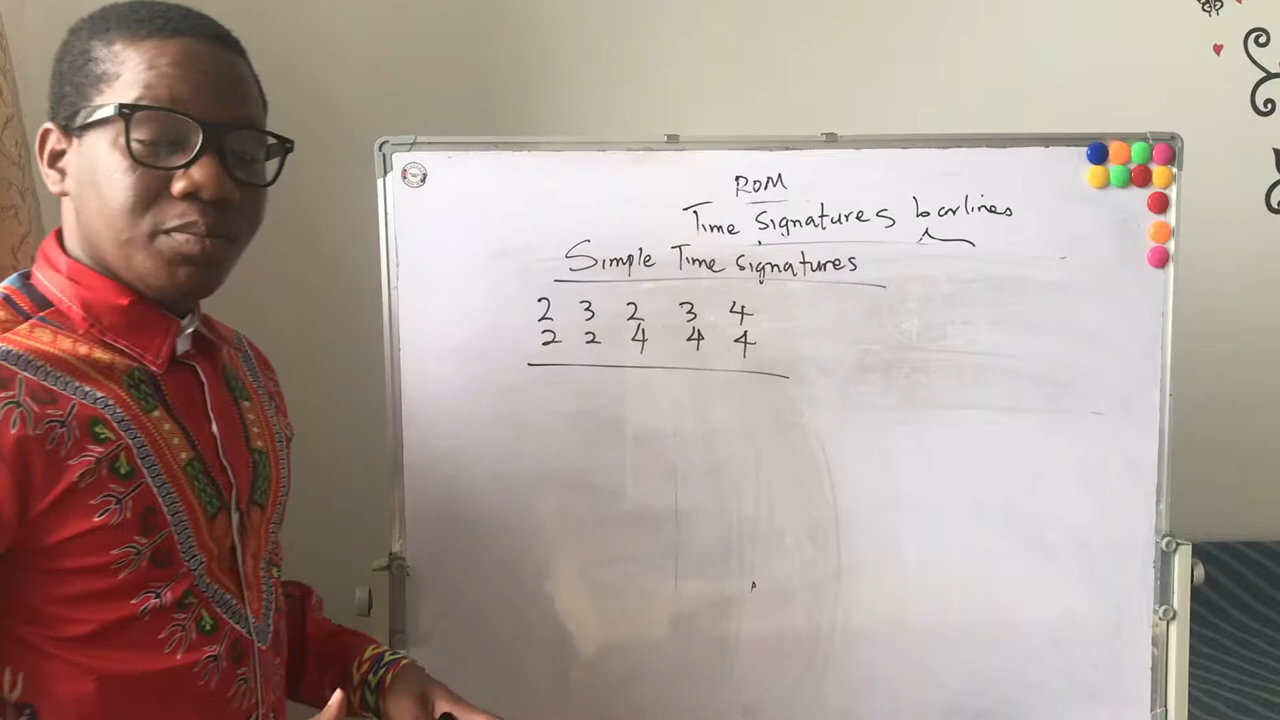 ROM
Time Signatures barlines
Simple Time signatures
2 3 2 3 4
2 2 4 4 4